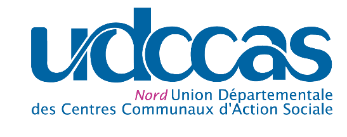 udccas
Nord Union Départementale
des Centres Communaux d'Action Sociale